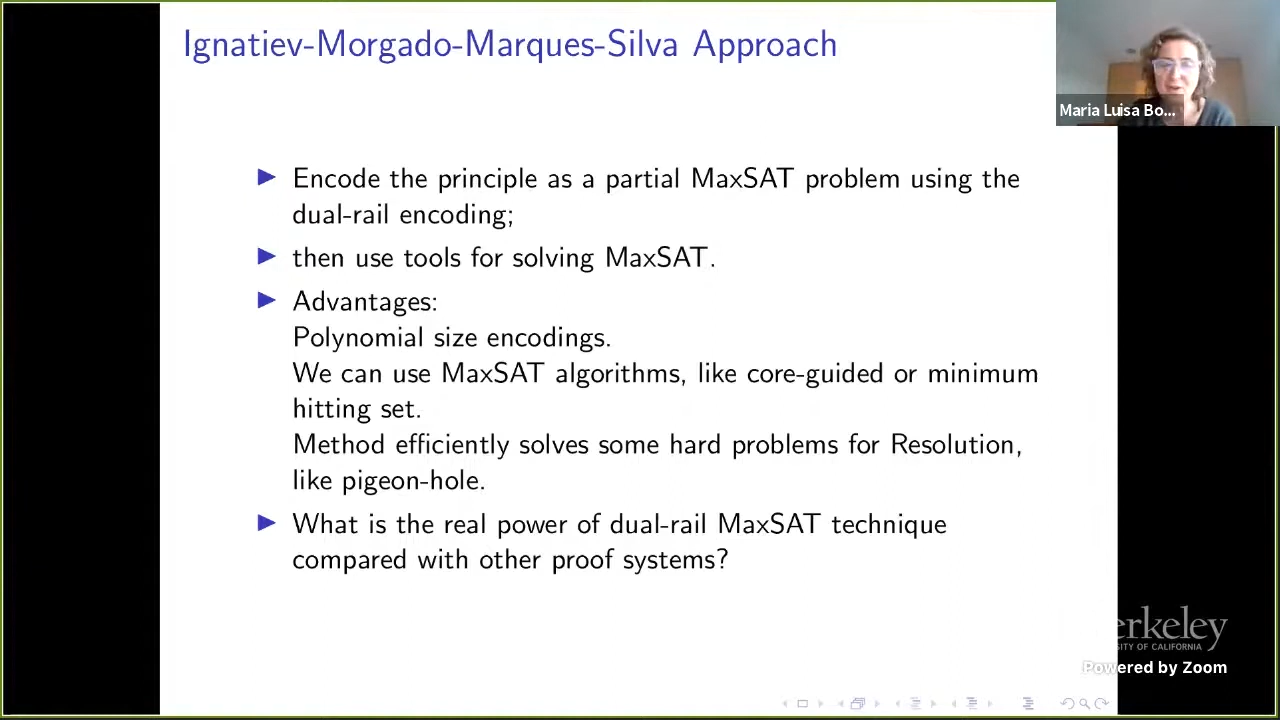 Ignatiev-Morgado-Marques-Silva Approach
Maria Luisa Bo...
Encode the principle as a partial MaxSAT problem using the
dual-rail encoding;
then use tools for solving MaxSAT.
Advantages:
Polynomial size encodings.
We can use MaxSAT algorithms, like core-guided or minimum
hitting set.
Method efficiently solves some hard problems for Resolution,
like pigeon-hole.
What is the real power of dual-rail MaxSAT technique
compared with other proof systems?
erkeley
SITY OF CALIFORNIA
Powered by Zoom